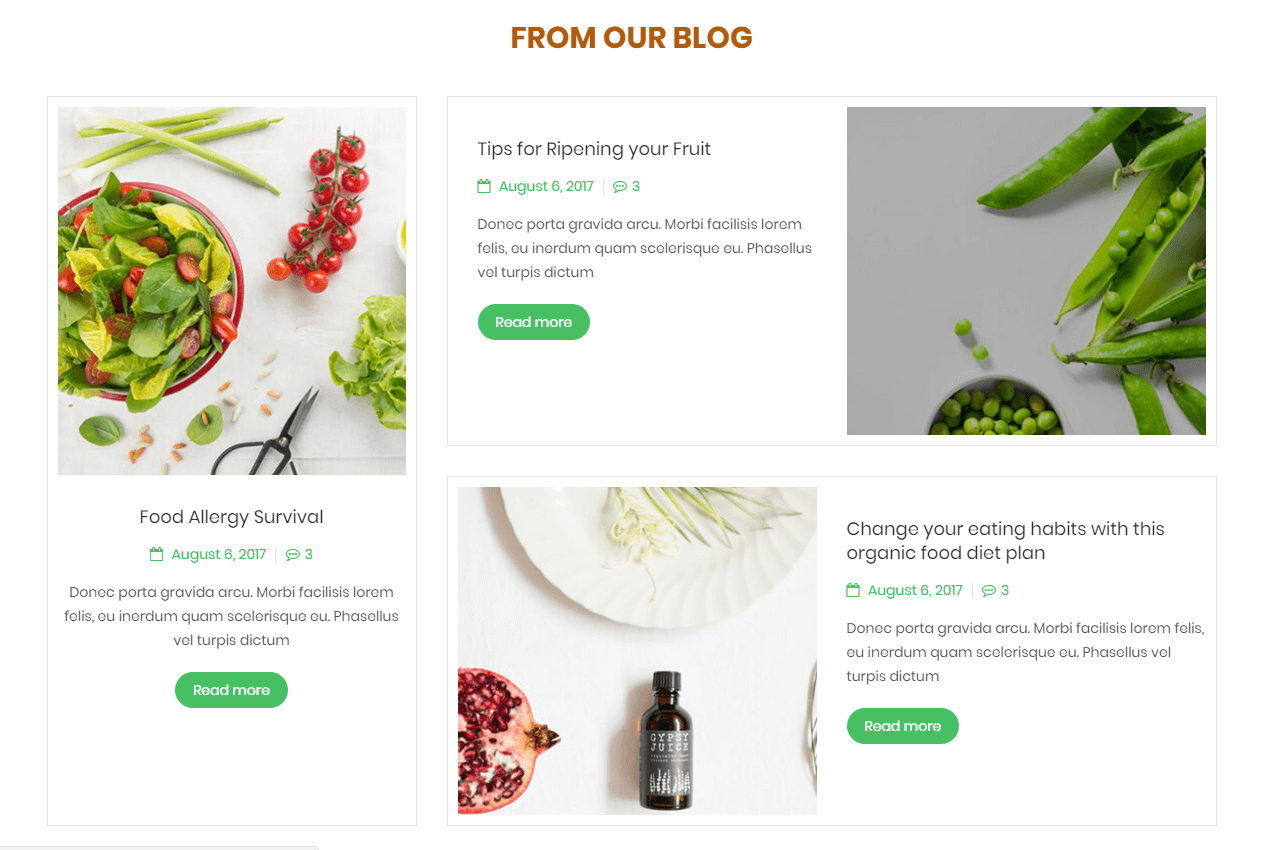 FROM OUR BLOG
Food Allergy Survival
August 6, 2017 3
Donec porta gravida arcu. Morbi facilisis lorem
felis, eu inerdum quam scelerisque eu. Phasellus
vel turpis dictum
Read more
Tips for Ripening your Fruit
August 6, 2017 3
Donec porta gravida arcu. Morbi facilisis lorem
felis, eu inerdum quam scelerisque eu. Phasellus
vel turpis dictum
Read more
GYPSY
JUICE
Change your eating habits with this
organic food diet plan
August 6, 2017 3
Donec porta gravida arcu. Morbi facilisis lorem felis,
eu inerdum quam scelerisque eu. Phasellus vel
turpis dictum
Read more